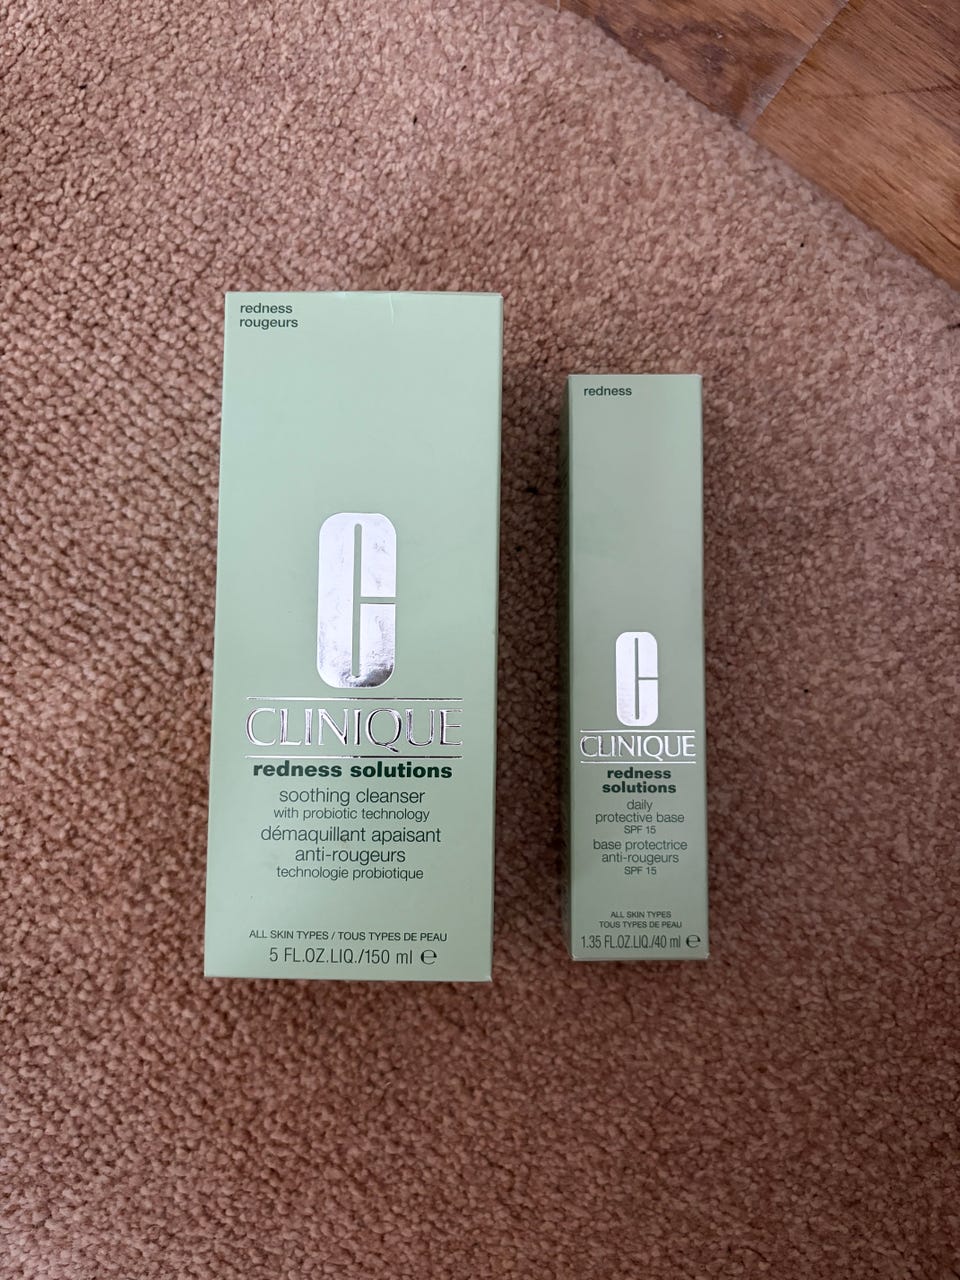 redness
rougeurs
CLINIQUE
redness solutions
soothing cleanser
with probiotic technology
démaquillant apaisant
anti-rougeurs
technologie probiotique
ALL SKIN TYPES / TOUS TYPES DE PEAU
5 FL.OZ.LIQ./150 ml ℮
redness
CLINIQUE
redness
solutions
daily
protective base
SPF 15
base protectrice
anti-rougeurs
SPF 15
ALL SKIN TYPES
TOUS TYPES DE PEAU
1.35 FL.OZ.LIQ./40 ml ℮